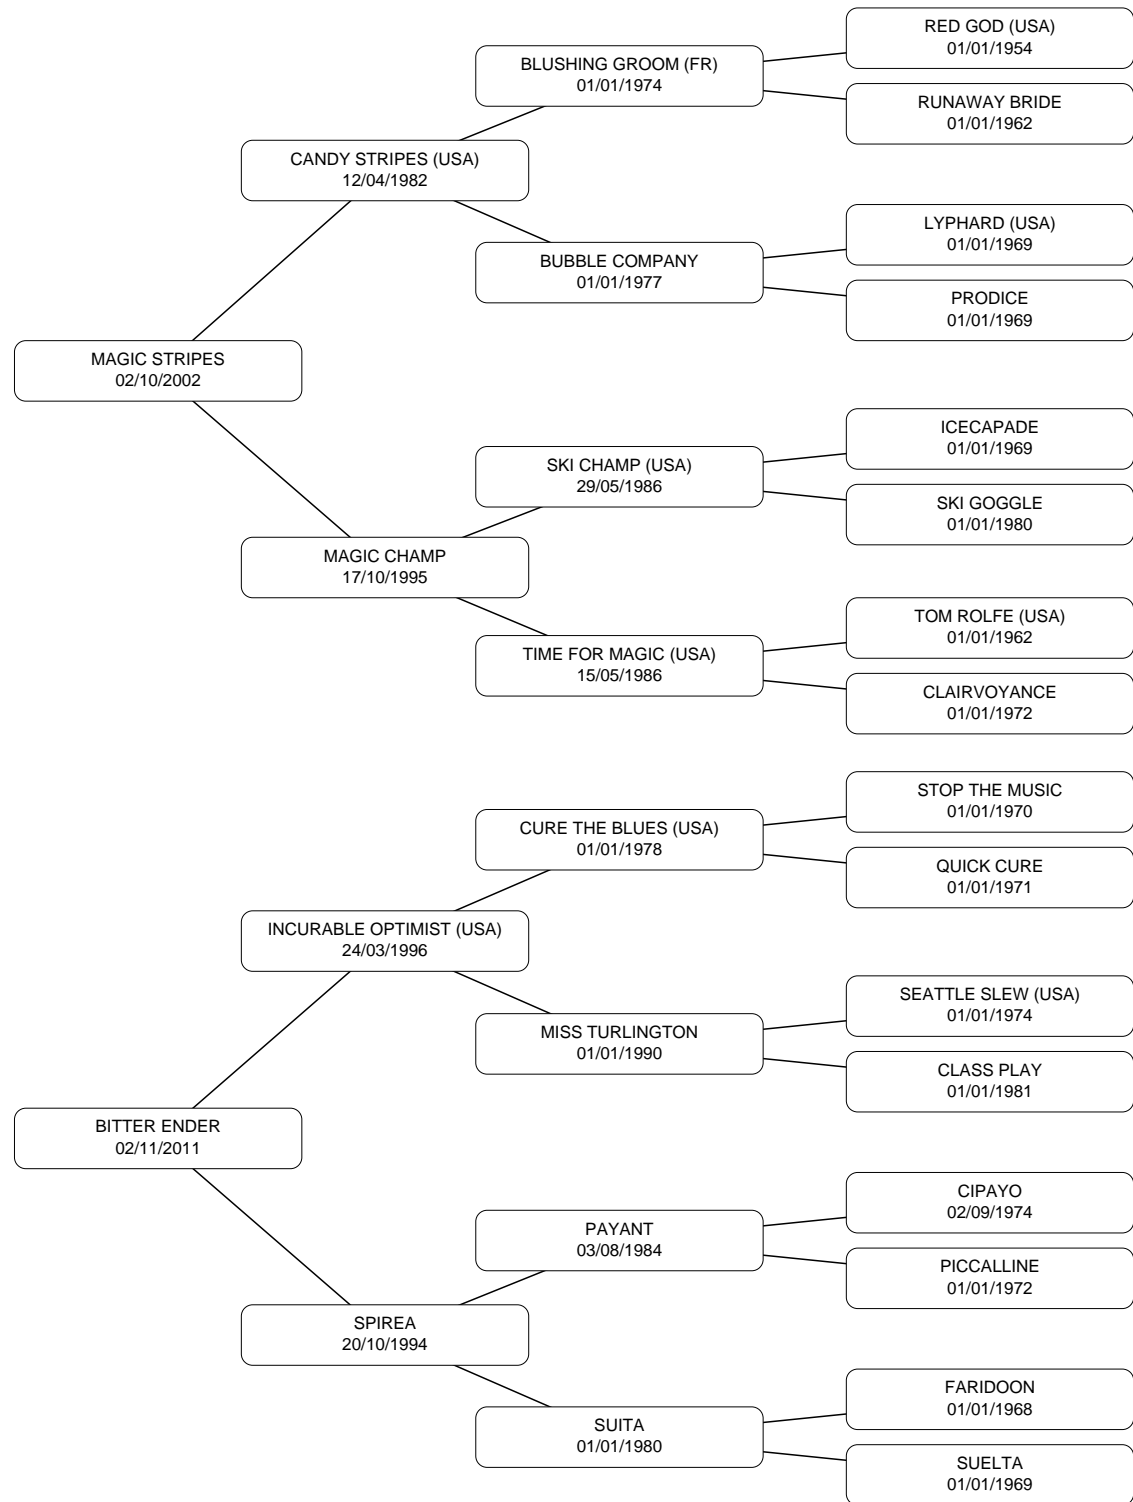 RED GOD (USA)
01/01/1954
BLUSHING GROOM (FR)
01/01/1974
RUNAWAY BRIDE
01/01/1962
CANDY STRIPES (USA)
12/04/1982
LYPHARD (USA)
01/01/1969
BUBBLE COMPANY
01/01/1977
PRODICE
01/01/1969
MAGIC STRIPES
02/10/2002
ICECAPADE
01/01/1969
SKI CHAMP (USA)
29/05/1986
SKI GOGGLE
01/01/1980
MAGIC CHAMP
17/10/1995
TOM ROLFE (USA)
01/01/1962
TIME FOR MAGIC (USA)
15/05/1986
CLAIRVOYANCE
01/01/1972
STOP THE MUSIC
01/01/1970
CURE THE BLUES (USA)
01/01/1978
QUICK CURE
01/01/1971
INCURABLE OPTIMIST (USA)
24/03/1996
SEATTLE SLEW (USA)
01/01/1974
MISS TURLINGTON
01/01/1990
CLASS PLAY
01/01/1981
BITTER ENDER
02/11/2011
CIPAYO
02/09/1974
PAYANT
03/08/1984
PICCALLINE
01/01/1972
SPIREA
20/10/1994
FARIDOON
01/01/1968
SUITA
01/01/1980
SUELTA
01/01/1969